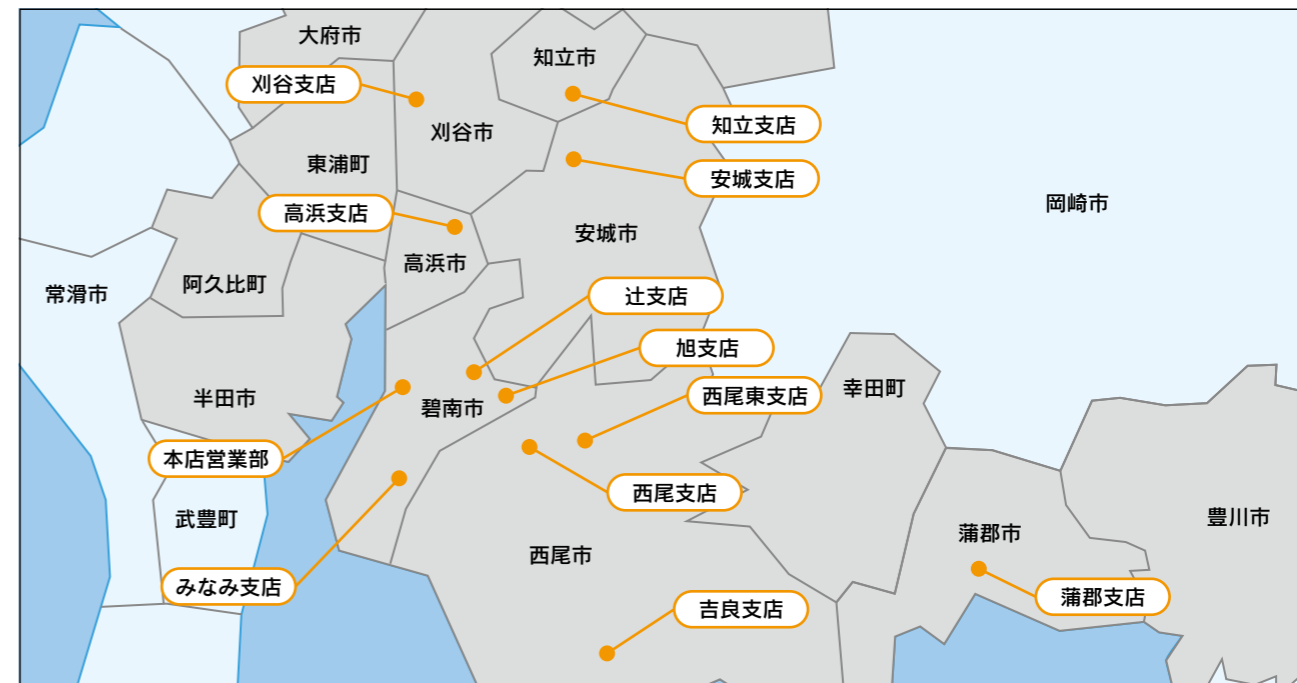 大府市
知立市
刈谷支店
刈谷市
知立支店
東浦町
安城支店
岡崎市
高浜支店
安城市
高浜市
阿久比町
常滑市
辻支店
旭支店
幸田町
半田市
西尾東支店
碧南市
本店営業部
西尾支店
武豊町
豊川市
蒲郡市
西尾市
みなみ支店
蒲郡支店
吉良支店